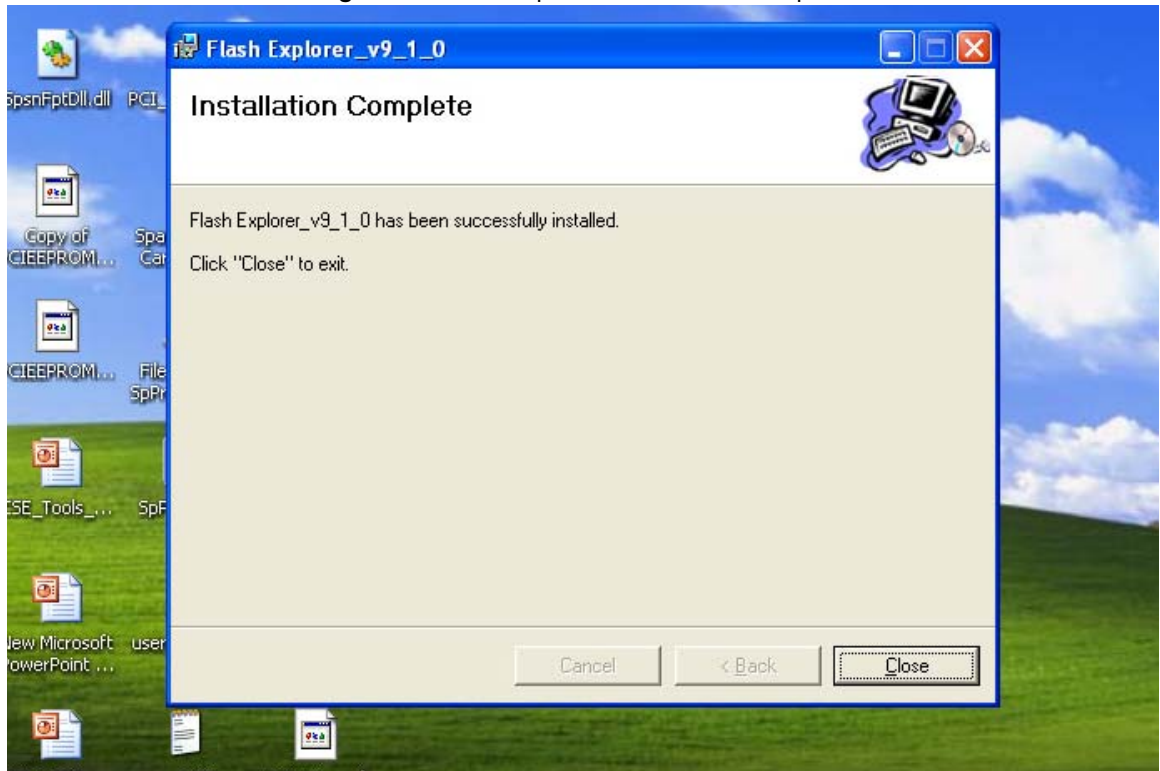 Flash Explorer_v9_1_0
Installation Complete
Flash Explorer_v9_1_0 has been successfully installed.
Click "Close" to exit.
Cancel
< Back
Close
SpsnFptDll.dll
PCI_
Copy of
CIEEPROM...
Spa
Car
CIEEPROM...
File
SpPr
CSE_Tools_...
SpF
New Microsoft
PowerPoint ...
user